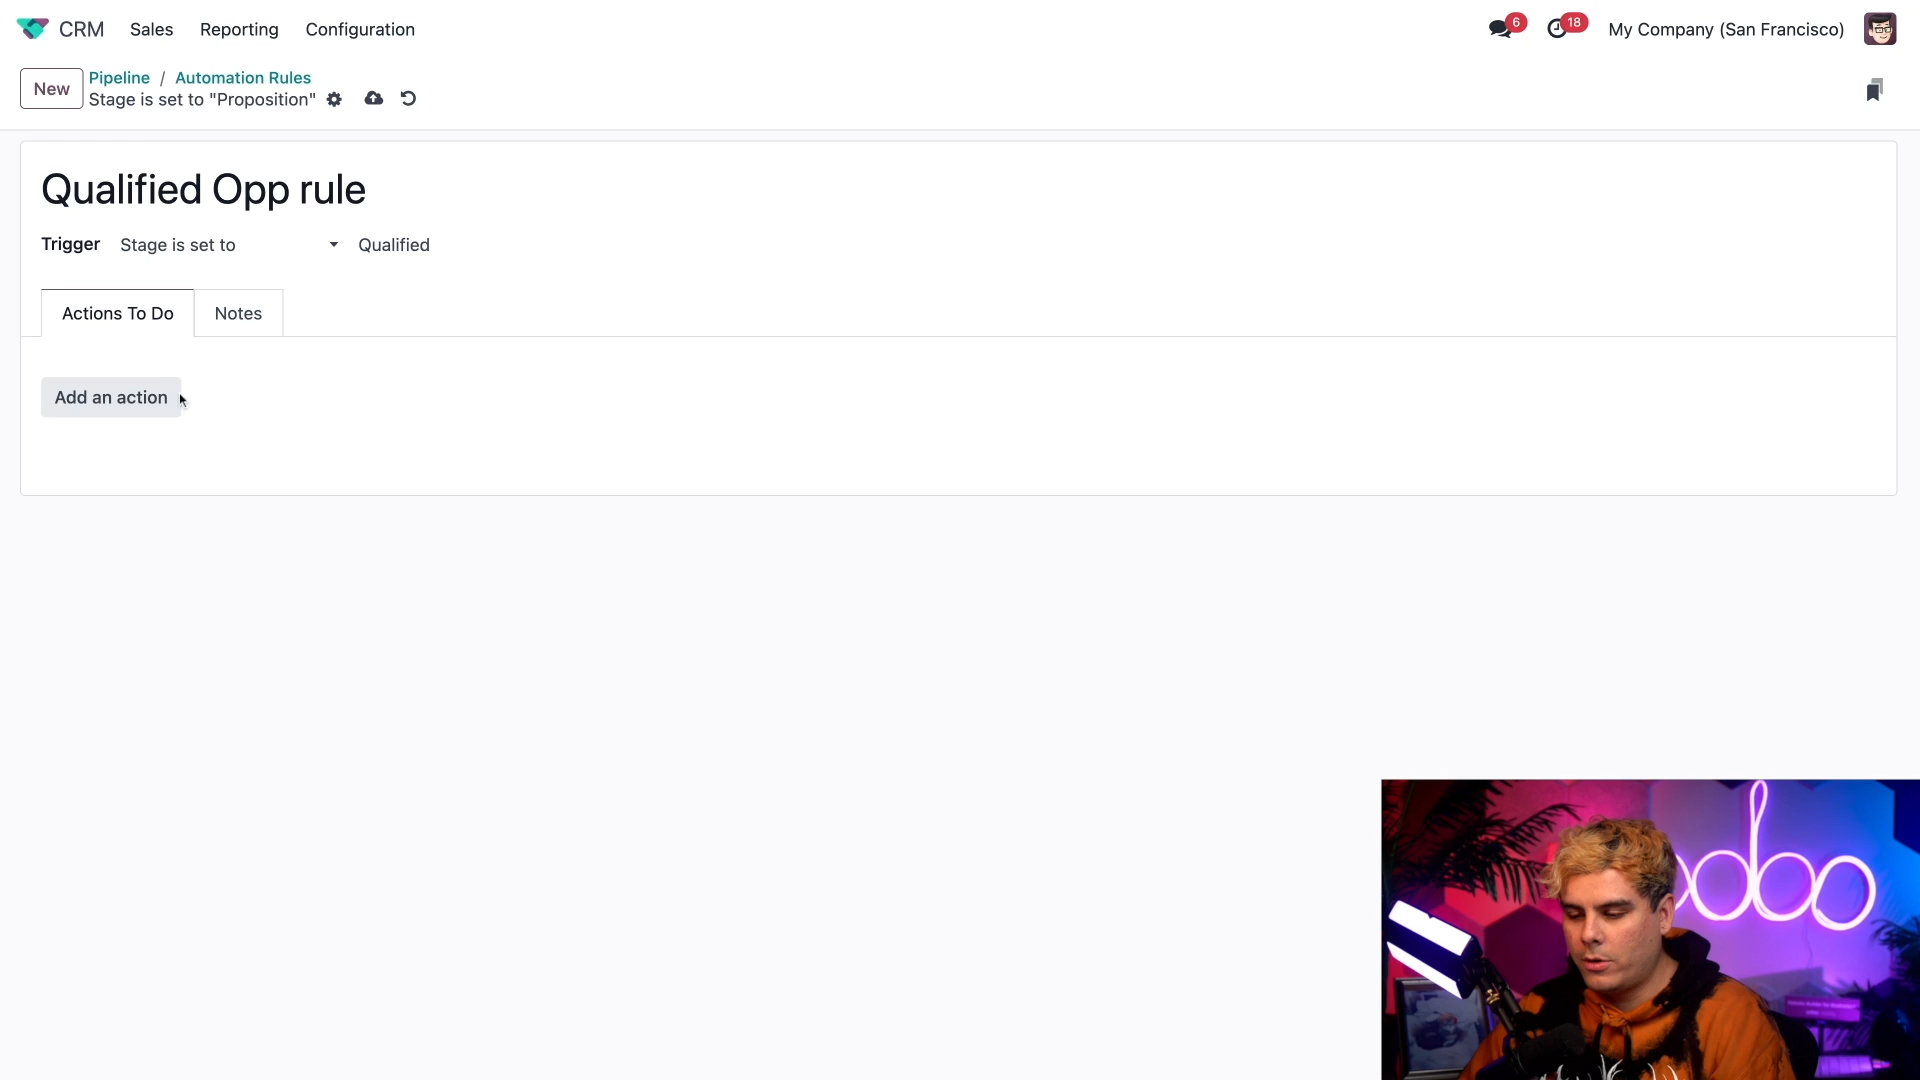 CRM Sales Reporting Configuration 6 18 My Company (San Francisco)
New Pipeline / Automation Rules
Stage is set to "Proposition"
Qualified Opp rule
Trigger Stage is set to Qualified
Actions To Do Notes
Add an action
odoo